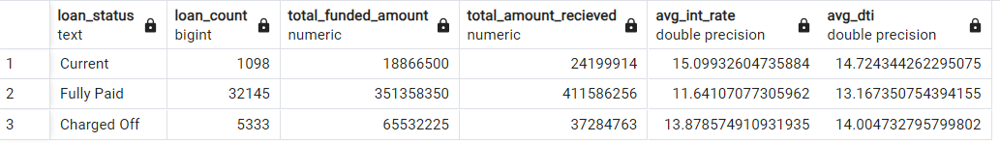 loan_status loan_count total_funded_amount total_amount_recieved avg_int_rate avg_dti
text bigint numeric numeric double precision double precision
1 Current 1098 18866500 24199914 15.09932604735884 14.724344262295075
2 Fully Paid 32145 351358350 411586256 11.64107077305962 13.167350754394155
3 Charged Off 5333 65532225 37284763 13.878574910931935 14.004732795799802